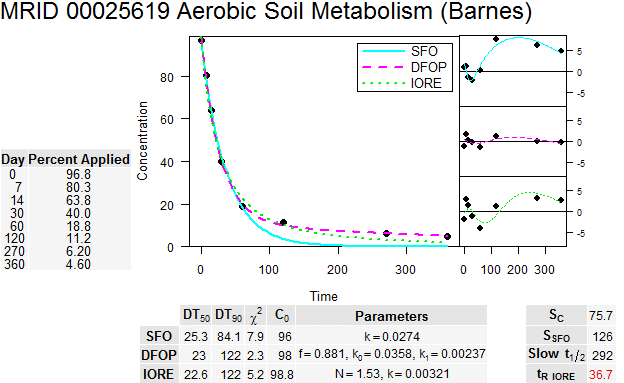 MRID 00025619 Aerobic Soil Metabolism (Barnes)
Day Percent Applied
0 96.8
7 80.3
14 63.8
30 40.0
60 18.8
120 11.2
270 6.20
360 4.60
Concentration
80
60
40
20
0
0 100 200 300
Time
SFO
DFOP
IORE
5
0
-5
5
0
-5
5
0
-5
0 100 200 300
DT50 DT90 χ2 C0 Parameters
SFO 25.3 84.1 7.9 96 k = 0.0274
DFOP 23 122 2.3 98 f = 0.881, k0 = 0.0358, k1 = 0.00237
IORE 22.6 122 5.2 98.8 N = 1.53, k = 0.00321
SC 75.7
SSFO 126
Slow t1/2 292
tR IORE 36.7